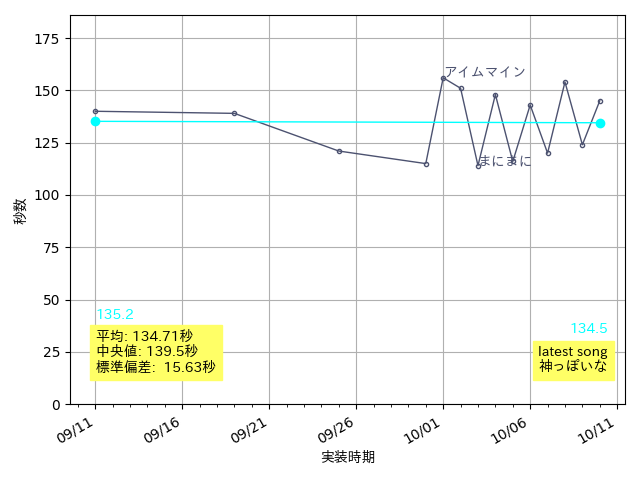 175
150
125
100
75
50
25
0
秒数
アイムマイン
まにまに
135.2
134.5
平均: 134.71秒
中央値: 139.5秒
標準偏差: 15.63秒
latest song
神っぽいな
09/11
09/16
09/21
09/26
10/01
10/06
10/11
実装時期